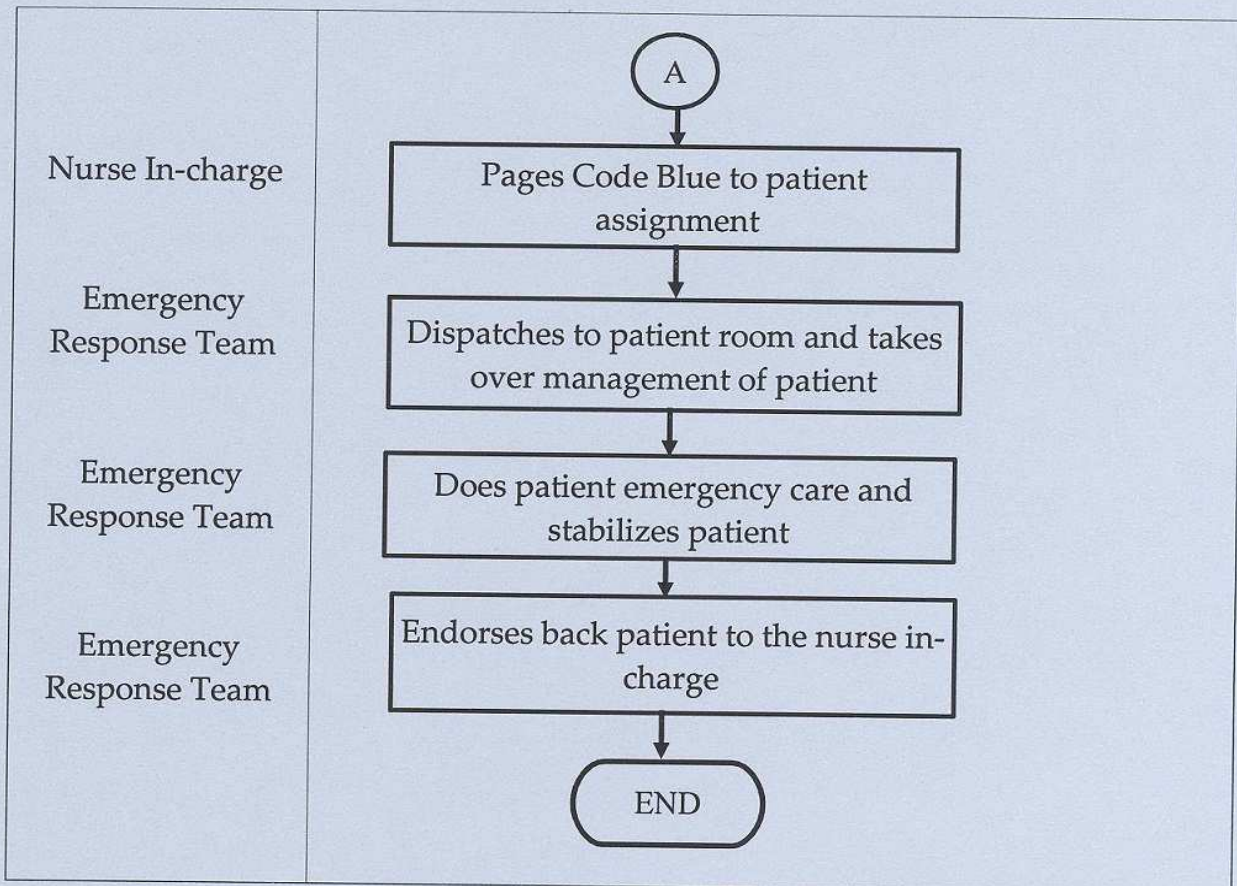 A
Nurse In-charge
Pages Code Blue to patient
assignment
Emergency
Response Team
Dispatches to patient room and takes
over management of patient
Emergency
Response Team
Does patient emergency care and
stabilizes patient
Emergency
Response Team
Endorses back patient to the nurse in-
charge
END